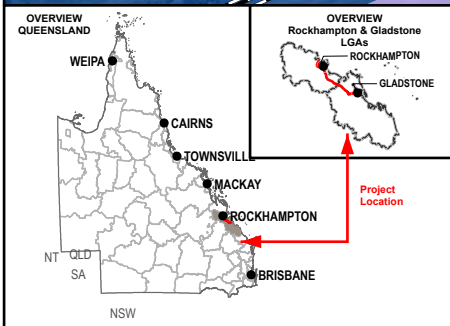 OVERVIEW
QUEENSLAND
WEIPA
CAIRNS
TOWNSVILLE
MACKAY
ROCKHAMPTON
BRISBANE
NT
QLD
SA
NSW
OVERVIEW
Rockhampton & Gladstone
LGAs
ROCKHAMPTON
GLADSTONE
Project
Location